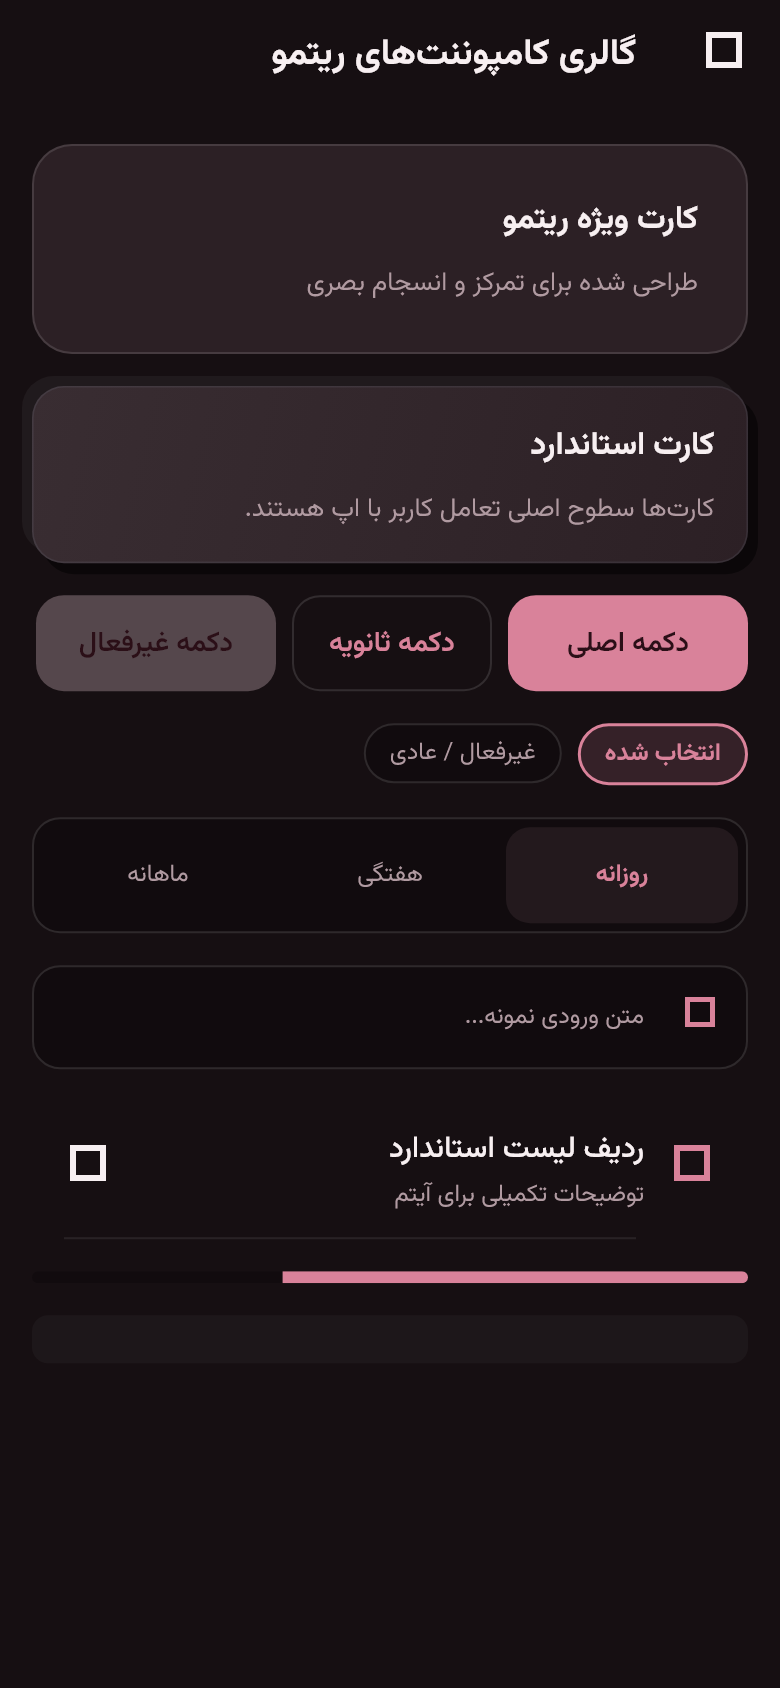 گالری کامپوننت‌های ریتمو
کارت ویژه ریتمو
طراحی شده برای تمرکز و انسجام بصری
کارت استاندارد
کارت‌ها سطوح اصلی تعامل کاربر با اپ هستند.
دکمه اصلی
دکمه ثانویه
دکمه غیرفعال
انتخاب شده
غیرفعال / عادی
روزانه
هفتگی
ماهانه
متن ورودی نمونه...
ردیف لیست استاندارد
توضیحات تکمیلی برای آیتم